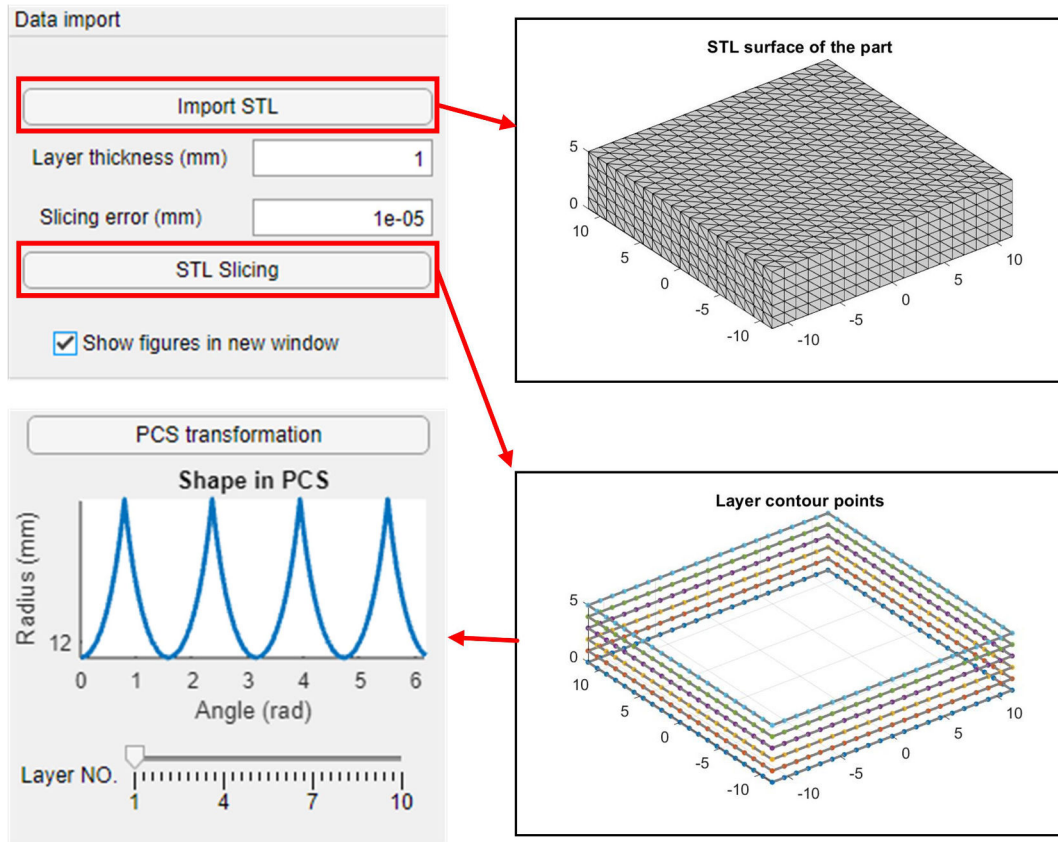 Data import
Import STL
Layer thickness (mm) 1
Slicing error (mm) 1e-05
STL Slicing
Show figures in new window
STL surface of the part
5
0
10
5
0
-5
-10
10
5
0
-5
-10
PCS transformation
Shape in PCS
Radius (mm)
12
0 1 2 3 4 5 6
Angle (rad)
Layer NO.
1 4 7 10
Layer contour points
5
0
10
5
0
-5
-10
10
5
0
-5
-10